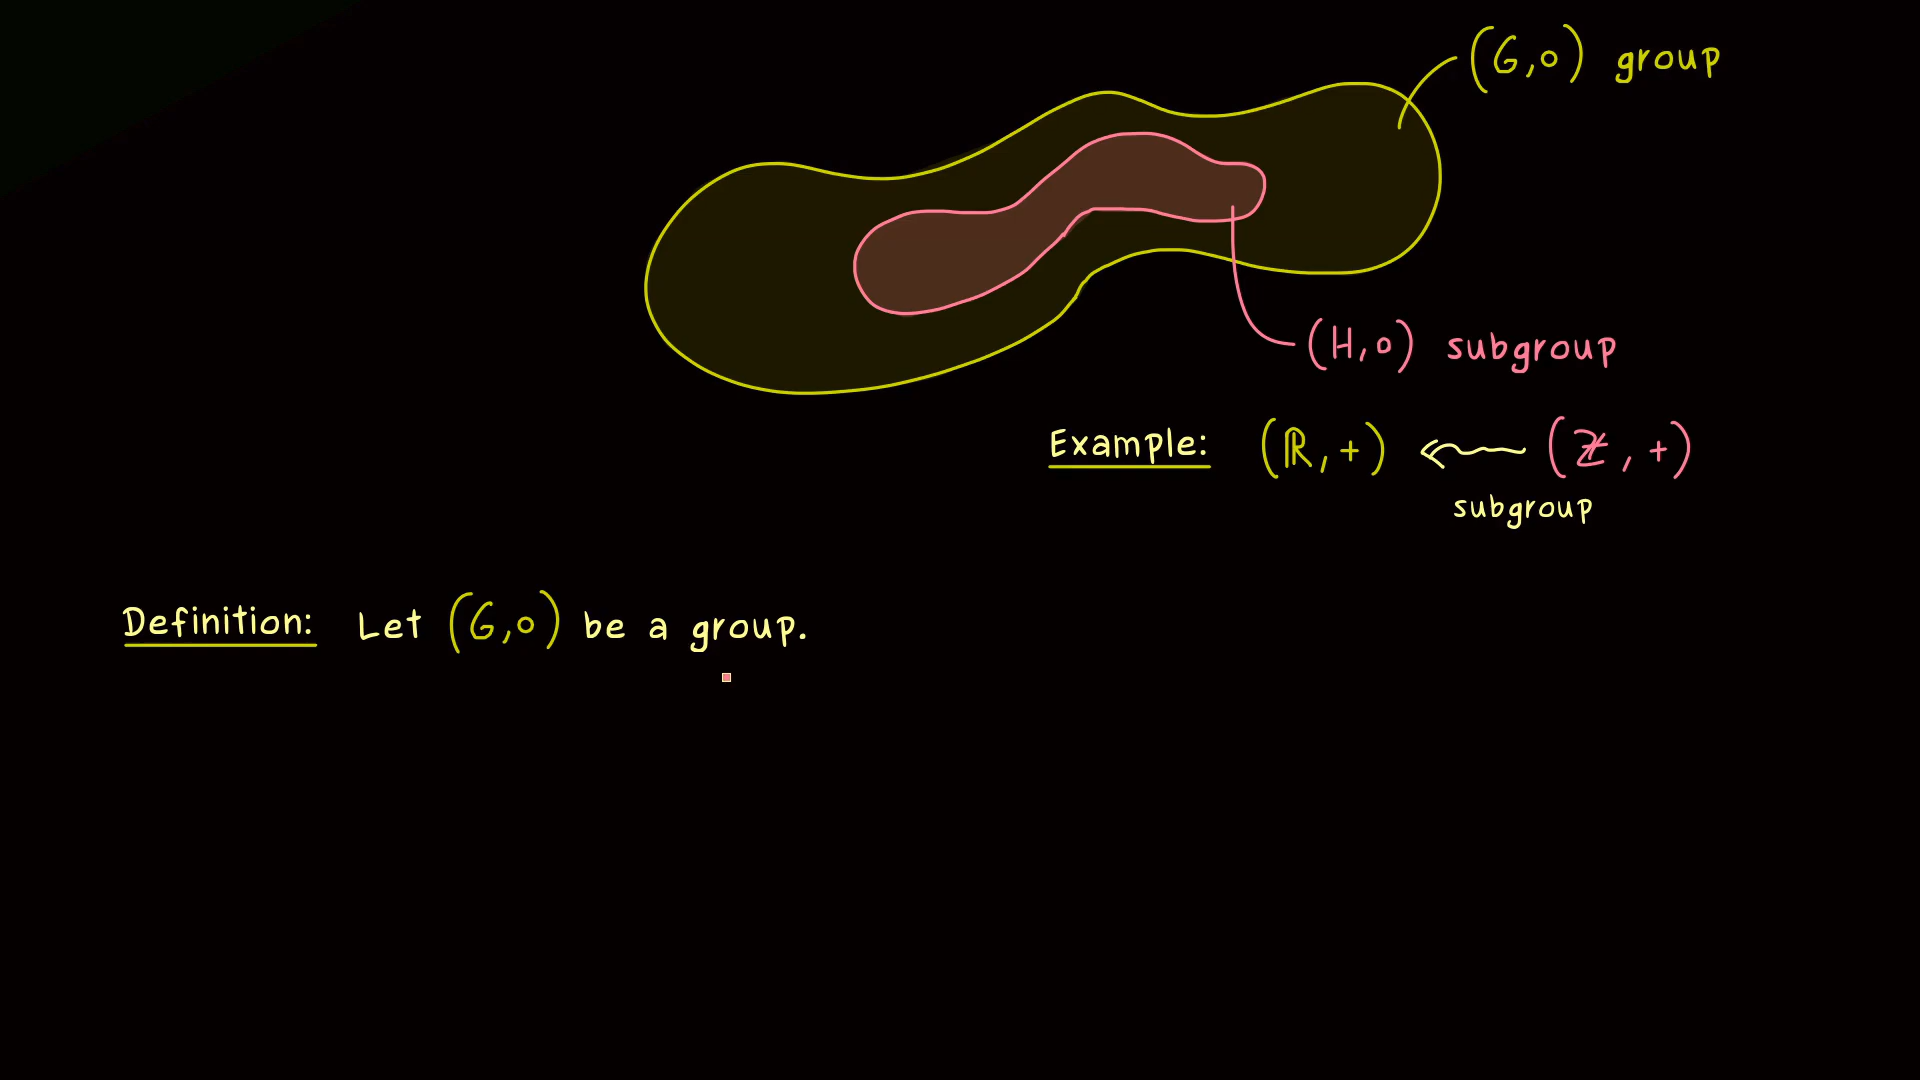 (G,∘) group
(H,∘) subgroup
Example: (ℝ,+) ⟵ (ℤ,+)
subgroup
Definition: Let (G,∘) be a group.